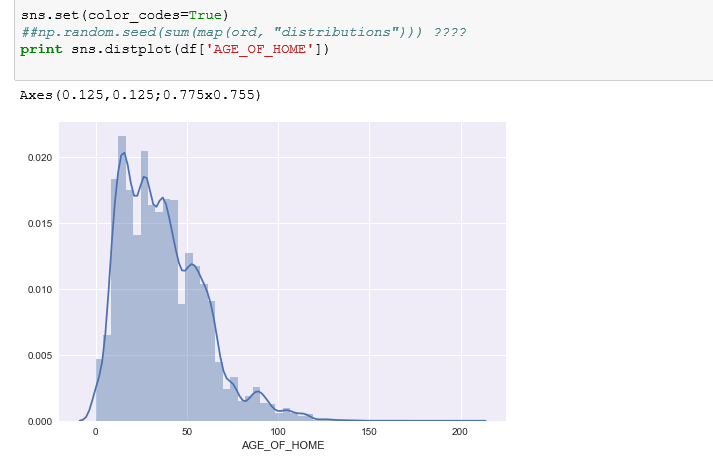 sns.set(color_codes=True)
##np.random.seed(sum(map(ord, "distributions"))) ????
print sns.distplot(df['AGE_OF_HOME'])
Axes(0.125,0.125;0.775x0.755)
0.020
0.015
0.010
0.005
0.000
0 50 100 150 200
AGE_OF_HOME